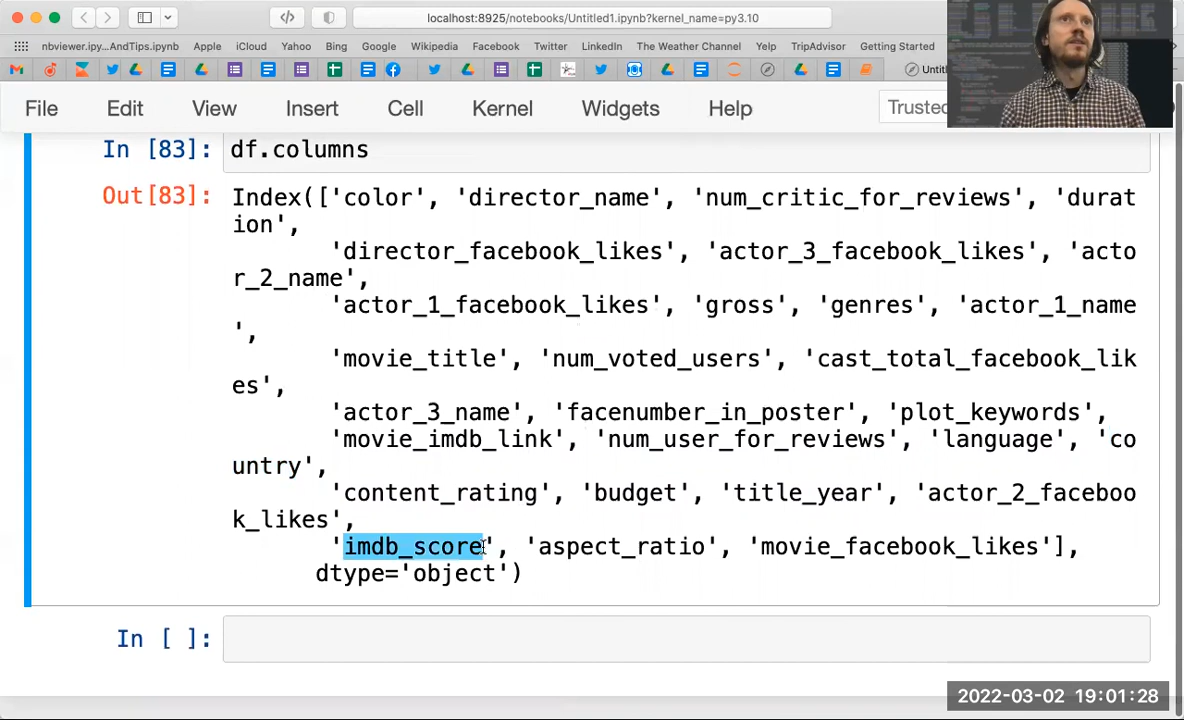 localhost:8925/notebooks/Untitled1.ipynb?kernel_name=py3.10
nbviewer.ipy...AndTips.ipynb Apple iCloud Yahoo Bing Google Wikipedia Facebook Twitter LinkedIn The Weather Channel Yelp TripAdvisor Getting Started
Untitl
File Edit View Insert Cell Kernel Widgets Help Trusted
In [83]: df.columns
Out[83]: Index(['color', 'director_name', 'num_critic_for_reviews', 'durat
ion',
'director_facebook_likes', 'actor_3_facebook_likes', 'acto
r_2_name',
'actor_1_facebook_likes', 'gross', 'genres', 'actor_1_name
',
'movie_title', 'num_voted_users', 'cast_total_facebook_lik
es',
'actor_3_name', 'facenumber_in_poster', 'plot_keywords',
'movie_imdb_link', 'num_user_for_reviews', 'language', 'co
untry',
'content_rating', 'budget', 'title_year', 'actor_2_faceboo
k_likes',
'imdb_score', 'aspect_ratio', 'movie_facebook_likes'],
dtype='object')
In [ ]:
2022-03-02 19:01:28